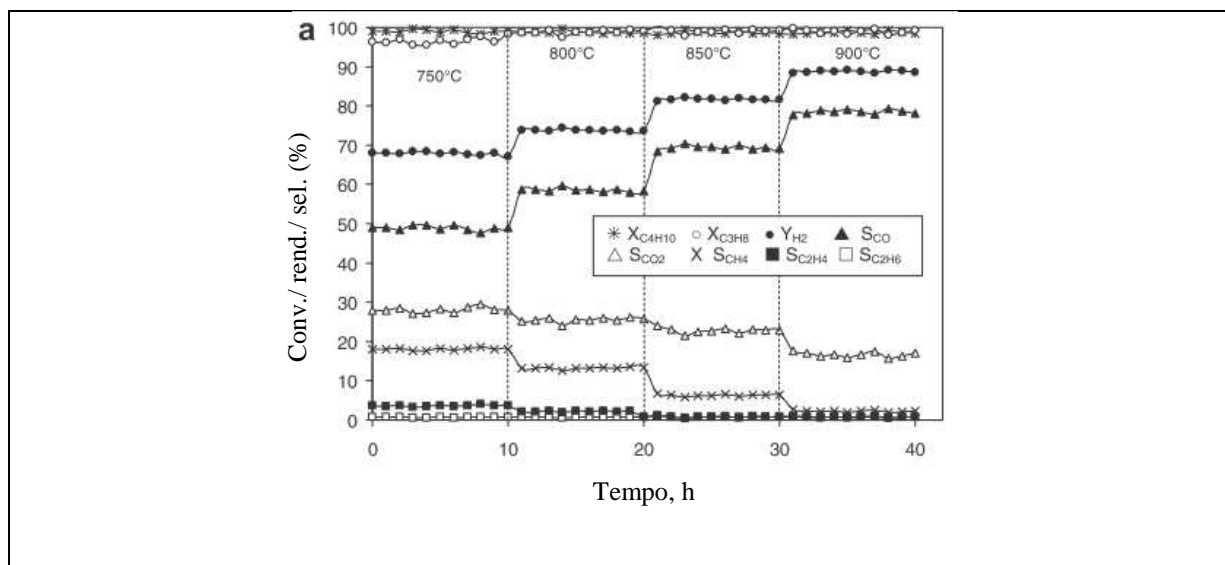 a
100
90
80
70
60
50
40
30
20
10
0
Conv./ rend./ sel. (%)
750°C
800°C
850°C
900°C
X_C4H10 X_C3H8 Y_H2 S_CO
S_CO2 S_CH4 S_C2H4 S_C2H6
0 10 20 30 40
Tempo, h